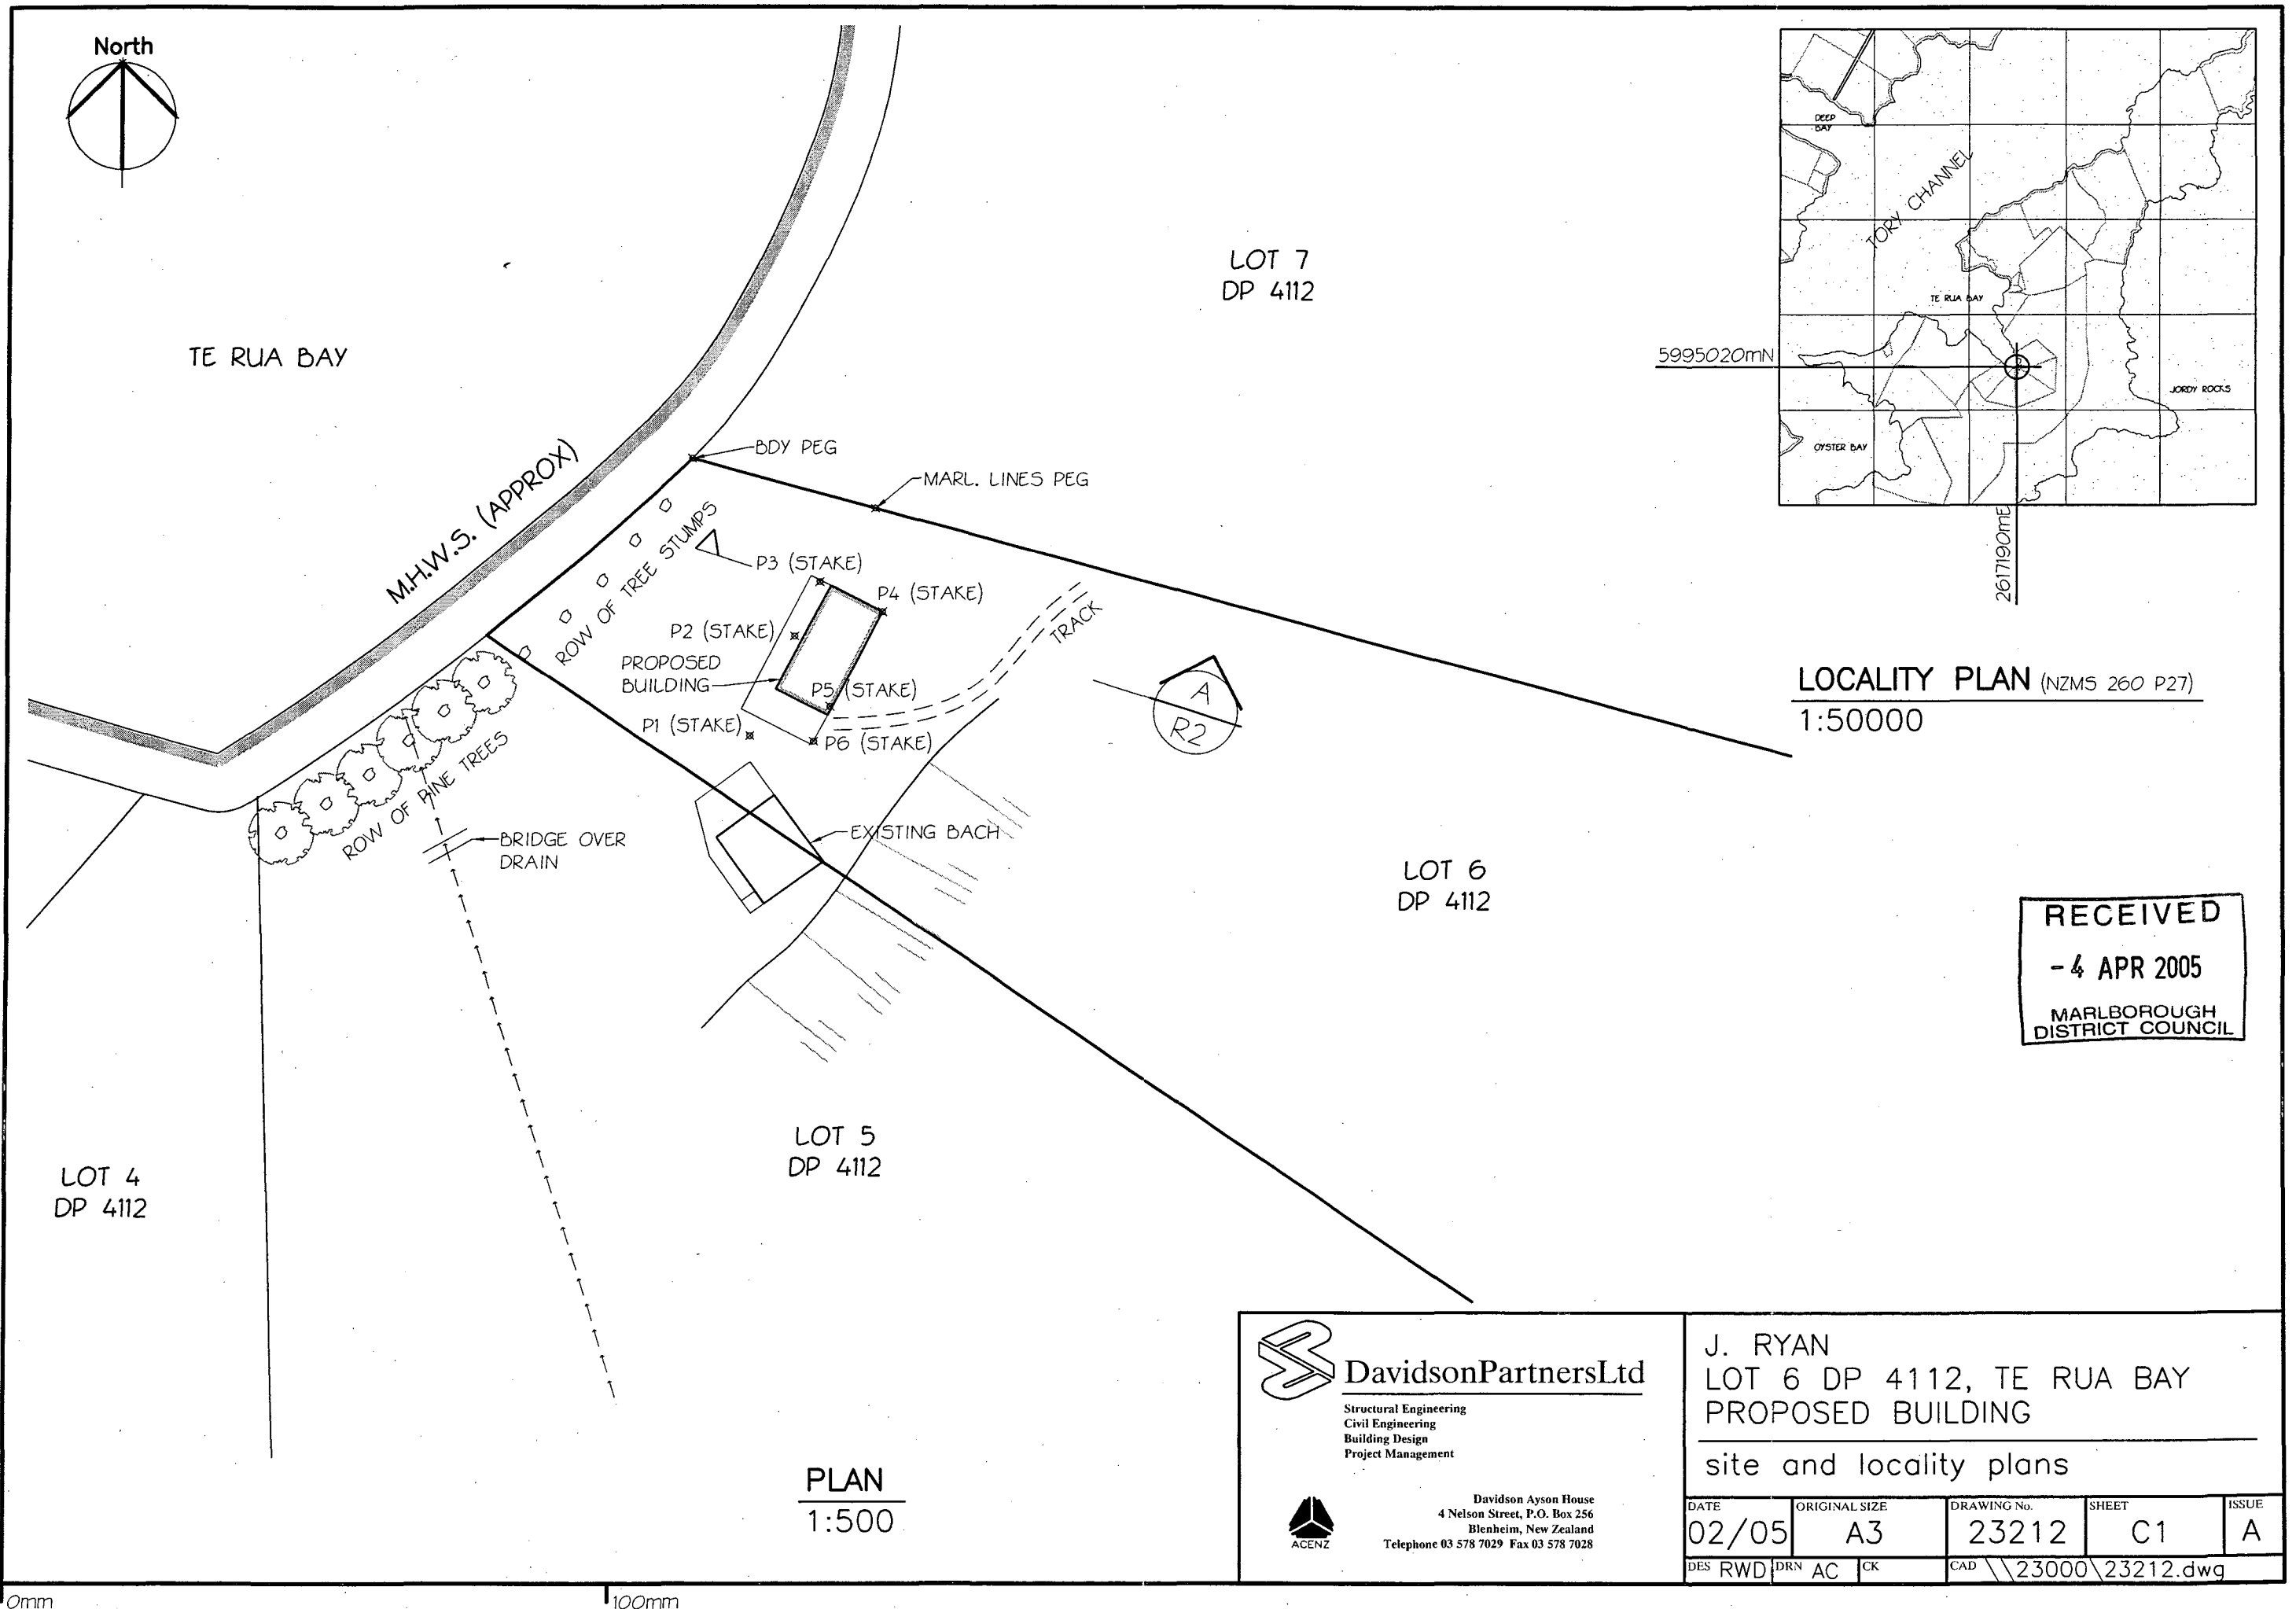 North
TE RUA BAY
M.H.W.S. (APPROX)
LOT 7
DP 4112
BDY PEG
MARL. LINES PEG
ROW OF TREE STUMPS
P3 (STAKE)
P4 (STAKE)
P2 (STAKE)
PROPOSED
BUILDING
P5 (STAKE)
P1 (STAKE)
P6 (STAKE)
TRACK
A
R2
ROW OF PINE TREES
BRIDGE OVER
DRAIN
EXISTING BACH
LOT 6
DP 4112
LOT 5
DP 4112
LOT 4
DP 4112
PLAN
1:500
DEEP
BAY
TORY CHANNEL
TE RUA BAY
JORDY ROCKS
OYSTER BAY
5995020mN
2617190mE
LOCALITY PLAN (NZMS 260 P27)
1:50000
RECEIVED
-4 APR 2005
MARLBOROUGH
DISTRICT COUNCIL
DavidsonPartnersLtd
Structural Engineering
Civil Engineering
Building Design
Project Management
ACENZ
Davidson Ayson House
4 Nelson Street, P.O. Box 256
Blenheim, New Zealand
Telephone 03 578 7029 Fax 03 578 7028
J. RYAN
LOT 6 DP 4112, TE RUA BAY
PROPOSED BUILDING
site and locality plans
DATE ORIGINAL SIZE DRAWING No. SHEET ISSUE
02/05 A3 23212 C1 A
DES RWD DRN AC CK CAD \\23000\23212.dwg
0mm
100mm